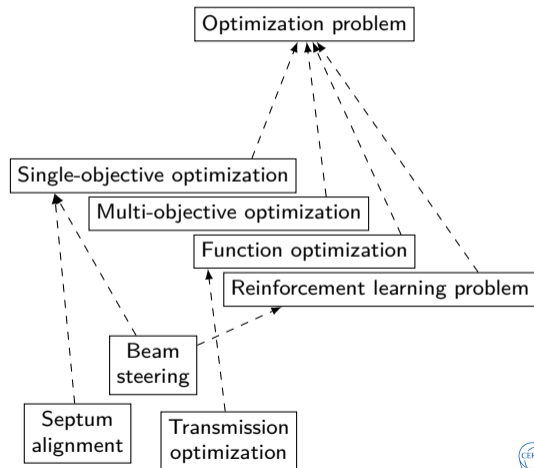 Optimization problem
Single-objective optimization
Multi-objective optimization
Function optimization
Reinforcement learning problem
Beam
steering
Septum
alignment
Transmission
optimization
CER